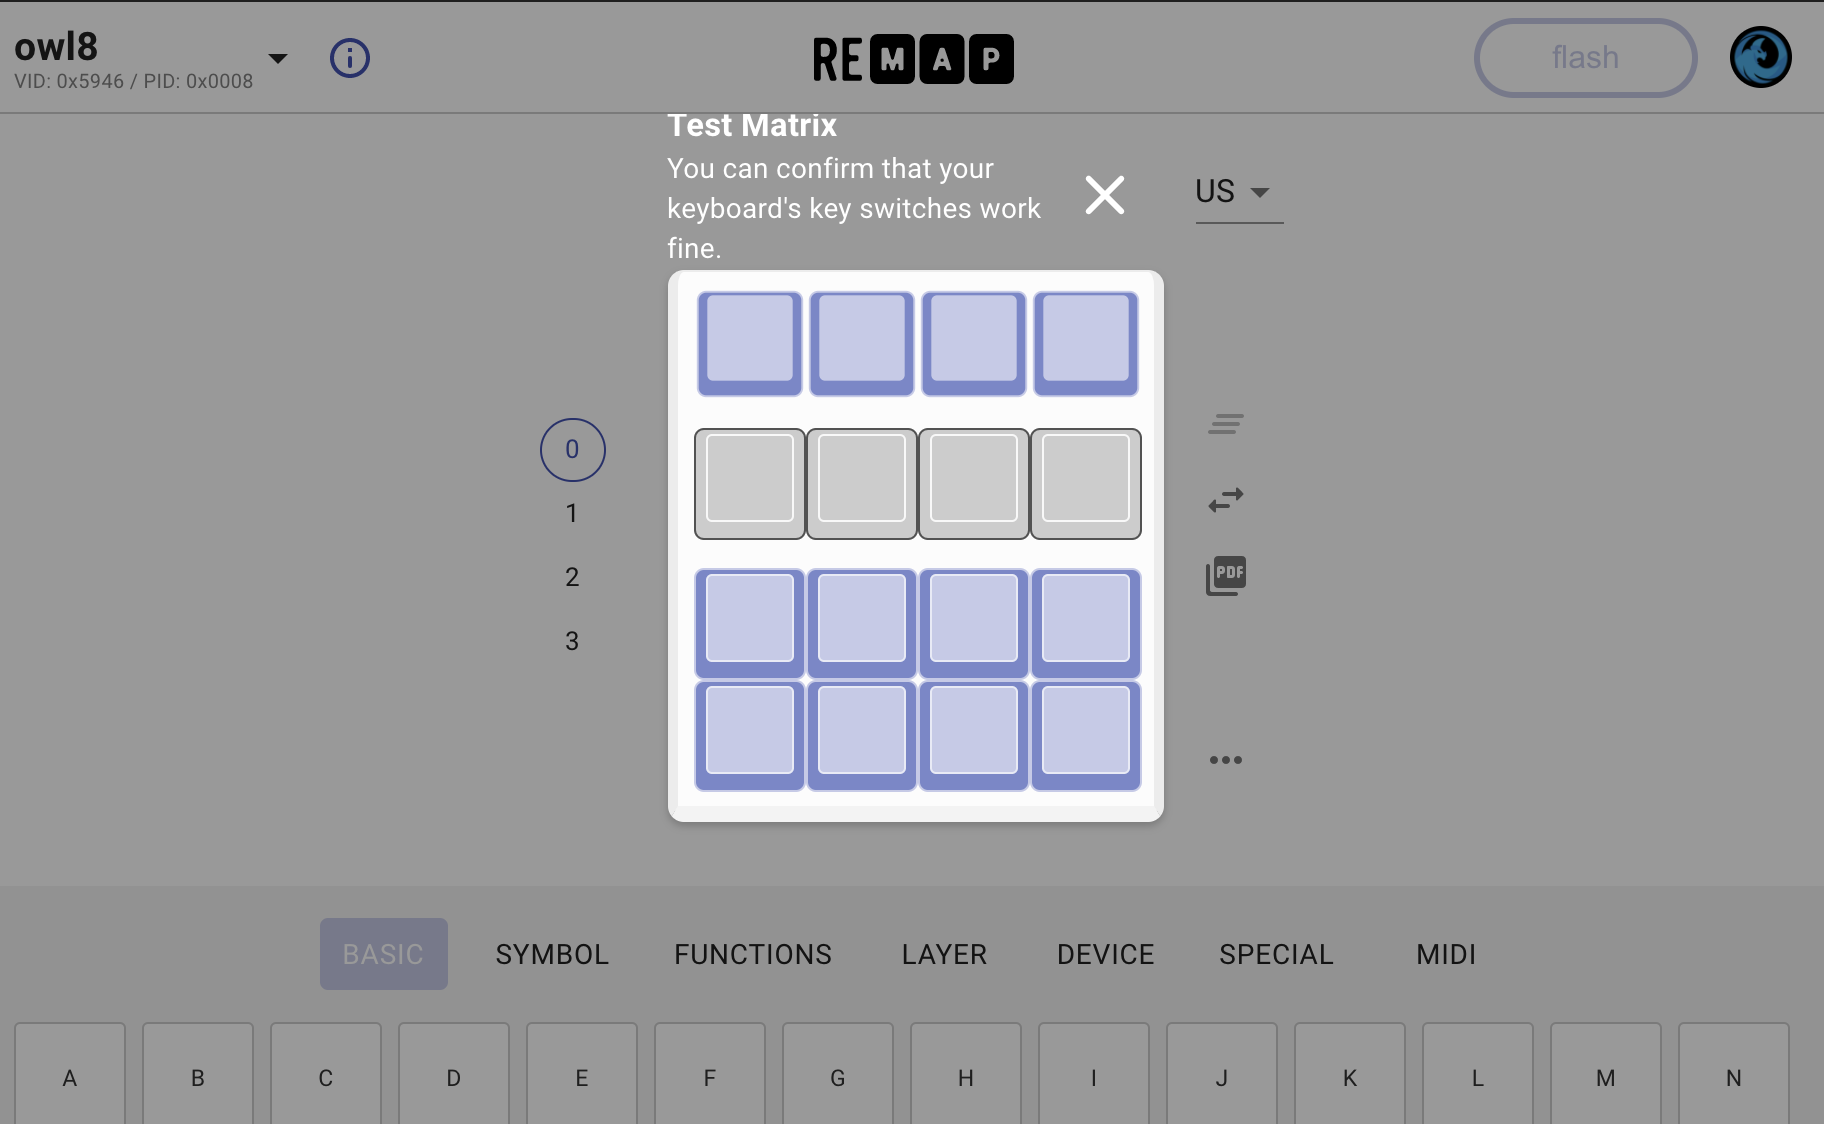 owl8
VID: 0x5946 / PID: 0x0008
REMAP
flash
Test Matrix
You can confirm that your
keyboard's key switches work
fine.
US
0
1
2
3
PDF
BASIC SYMBOL FUNCTIONS LAYER DEVICE SPECIAL MIDI
A B C D E F G H I J K L M N